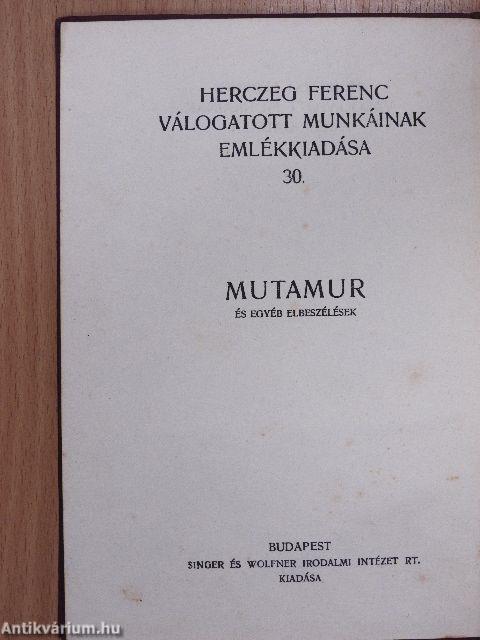 HERCZEG FERENC
VÁLOGATOTT MUNKÁINAK
EMLÉKKIADÁSA
30.
MUTAMUR
ÉS EGYÉB ELBESZÉLÉSEK
BUDAPEST
SINGER ÉS WOLFNER IRODALMI INTÉZET RT.
KIADÁSA
Antikvárium.hu